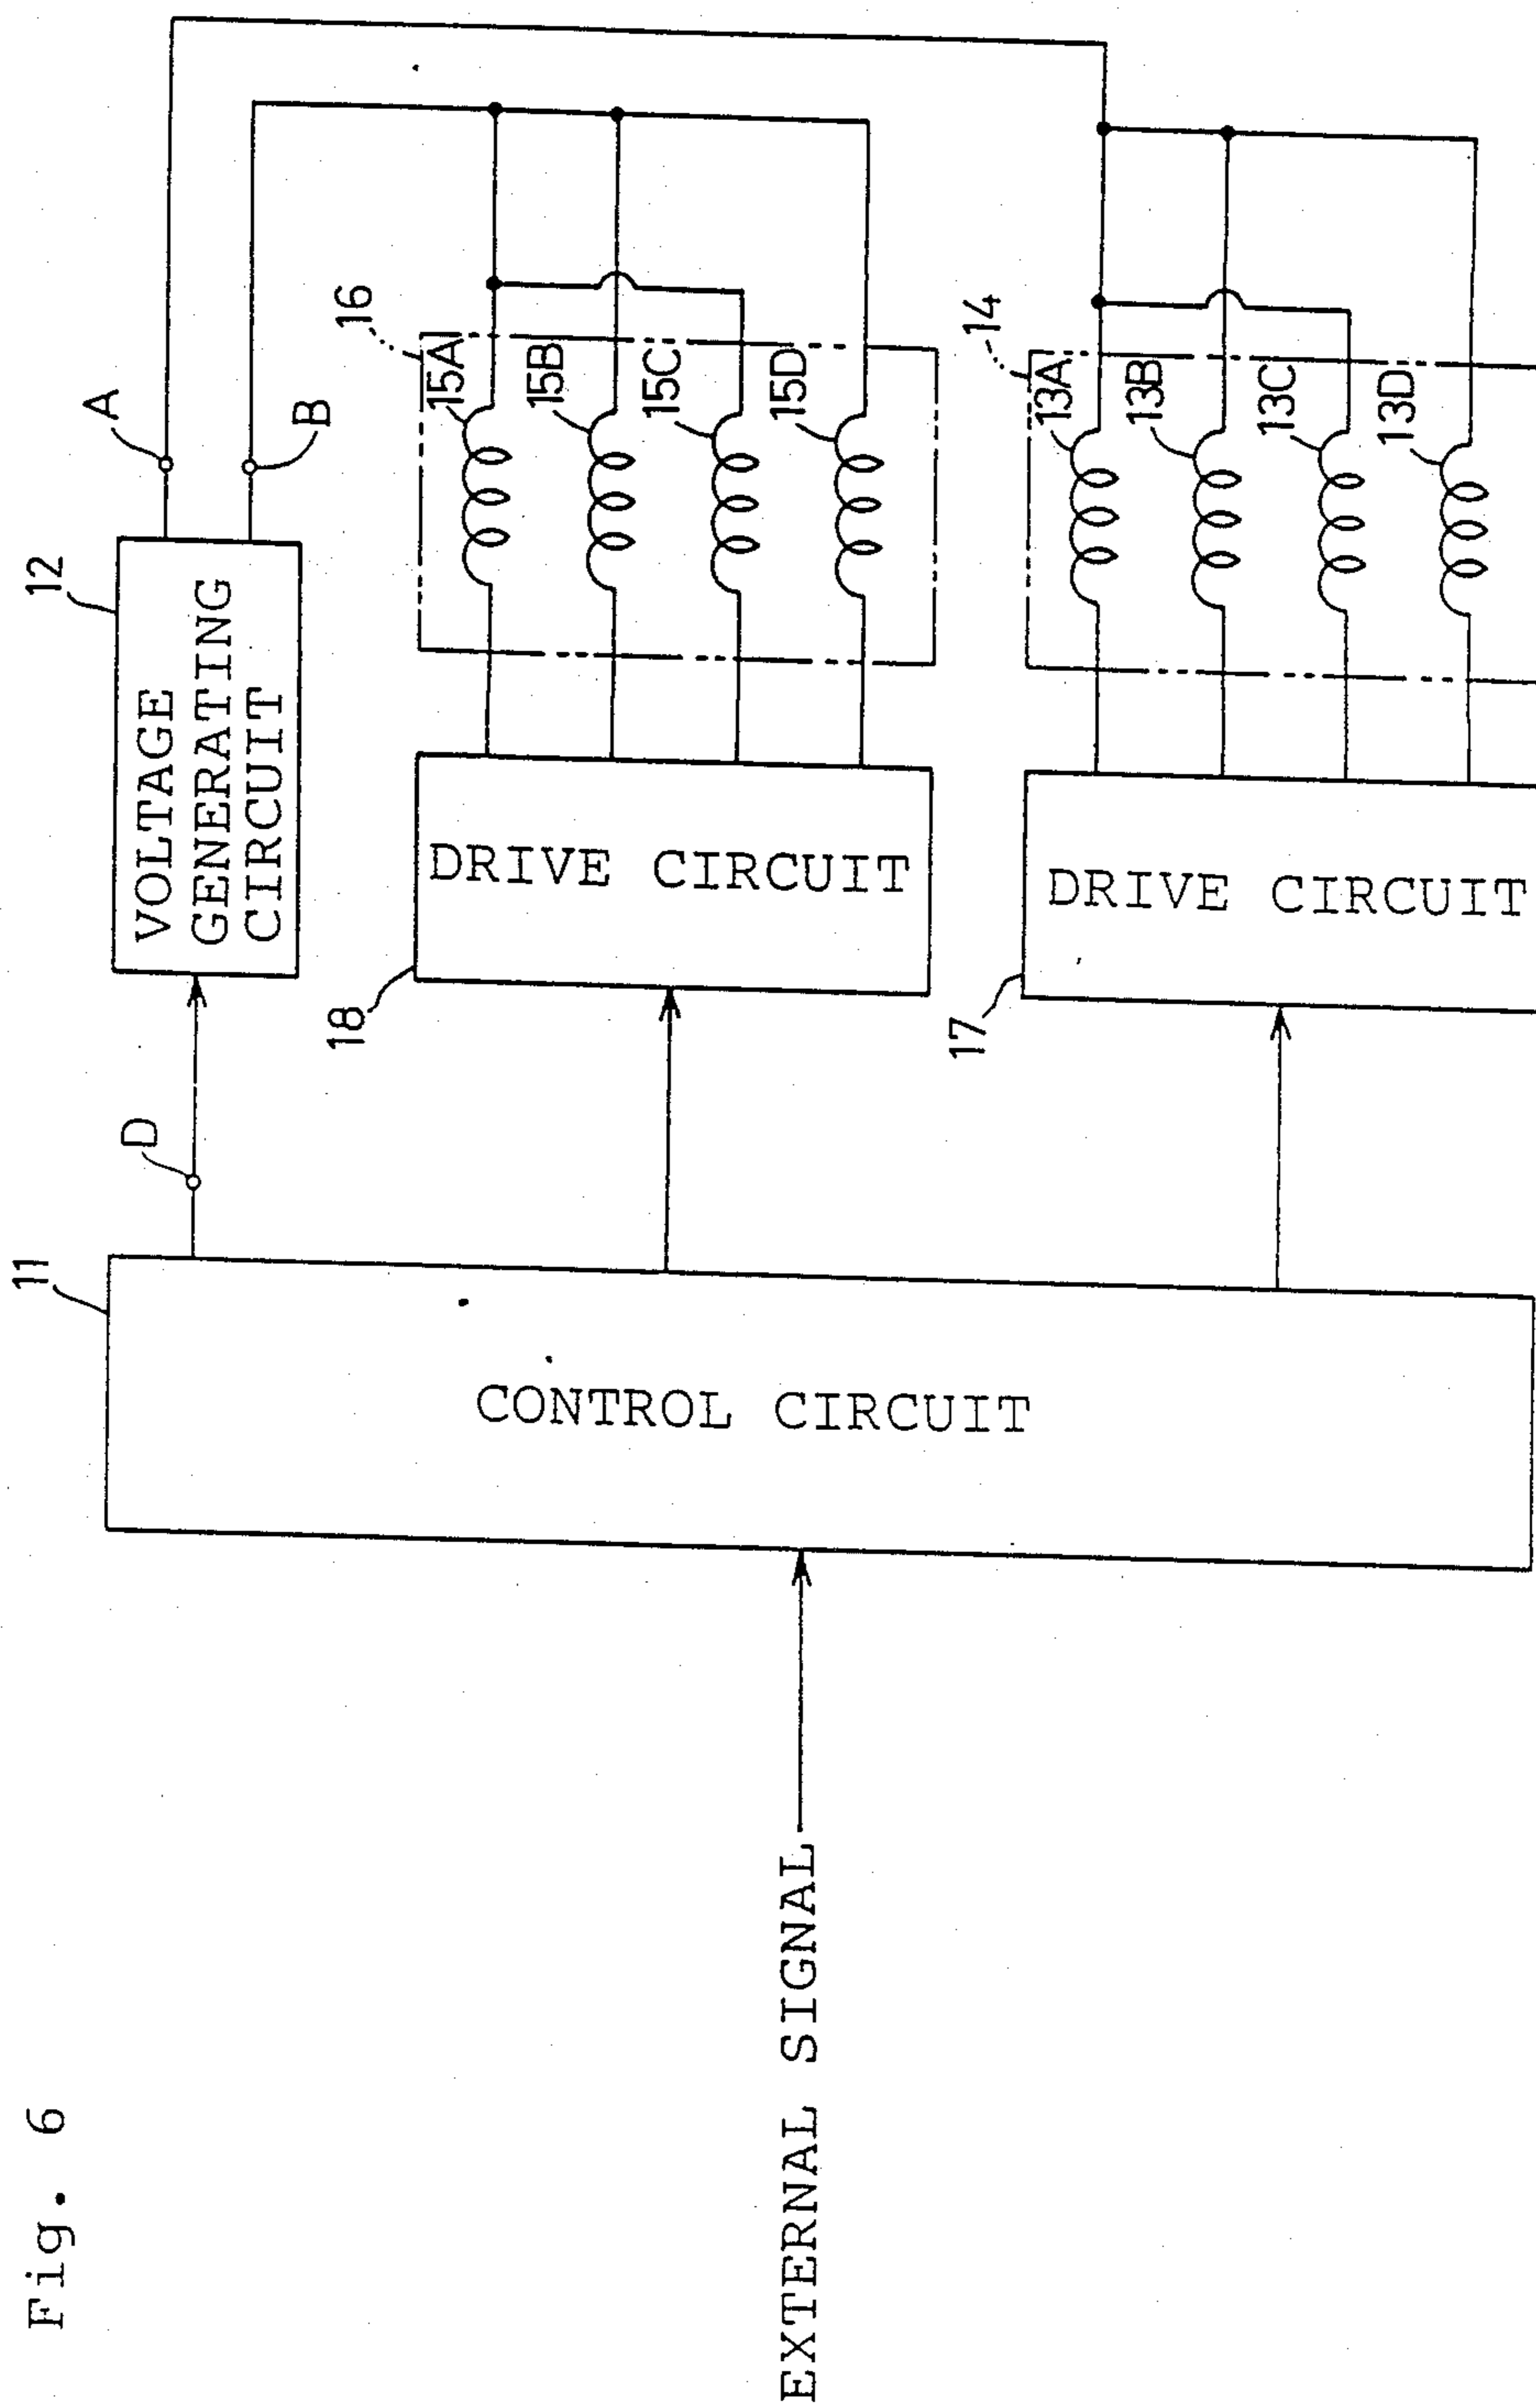 Fig. 6
12
A
VOLTAGE
GENERATING
CIRCUIT
B
11
D
16
15A
15B
15C
15D
18
DRIVE CIRCUIT
CONTROL CIRCUIT
EXTERNAL SIGNAL
14
13A
13B
13C
13D
17
DRIVE CIRCUIT